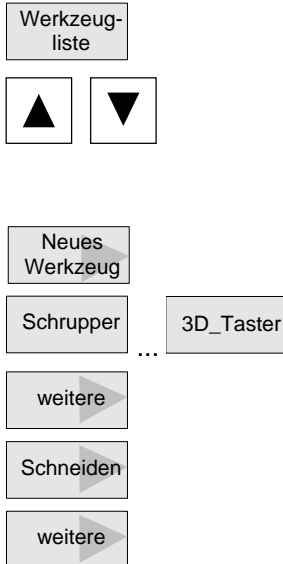 Werkzeug-
liste
Neues
Werkzeug
Schrupper ... 3D_Taster
weitere
Schneiden
weitere